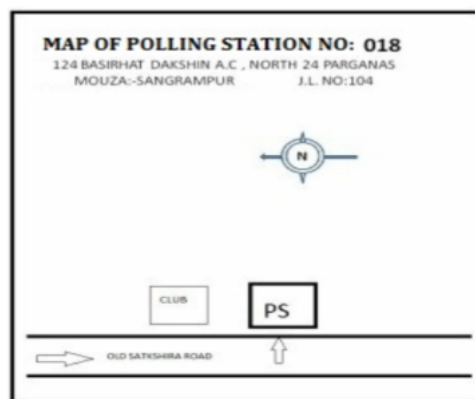 MAP OF POLLING STATION NO: 018
124 BASIRHAT DAKSHIN A.C , NORTH 24 PARGANAS
MOUZA:-SANGRAMPUR J.L. NO:104
N
CLUB
PS
OLD SATKSHIRA ROAD